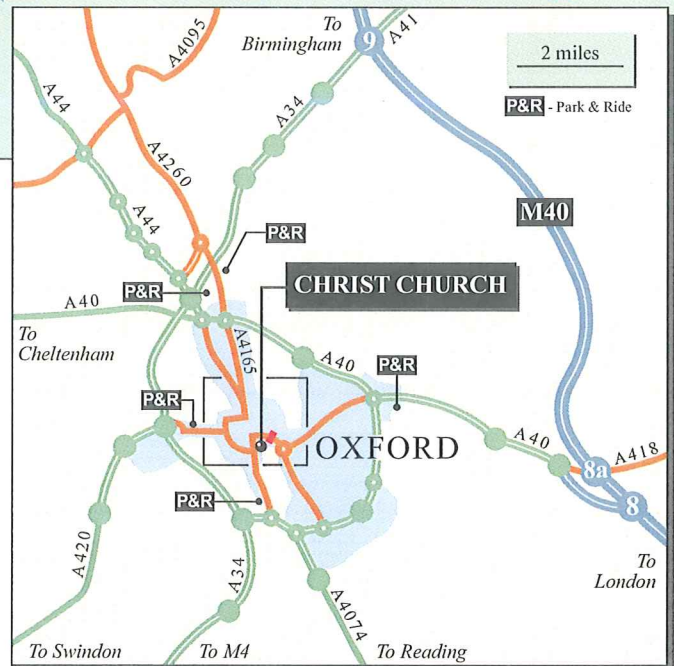 To
Birmingham
9
A41
2 miles
P&R - Park & Ride
A4095
A44
A34
A4260
M40
A44
P&R
P&R
CHRIST CHURCH
A40
To
Cheltenham
A4165
A40
P&R
P&R
OXFORD
A40
A418
8a
8
P&R
To
London
A420
A34
A4074
To Swindon
To M4
To Reading